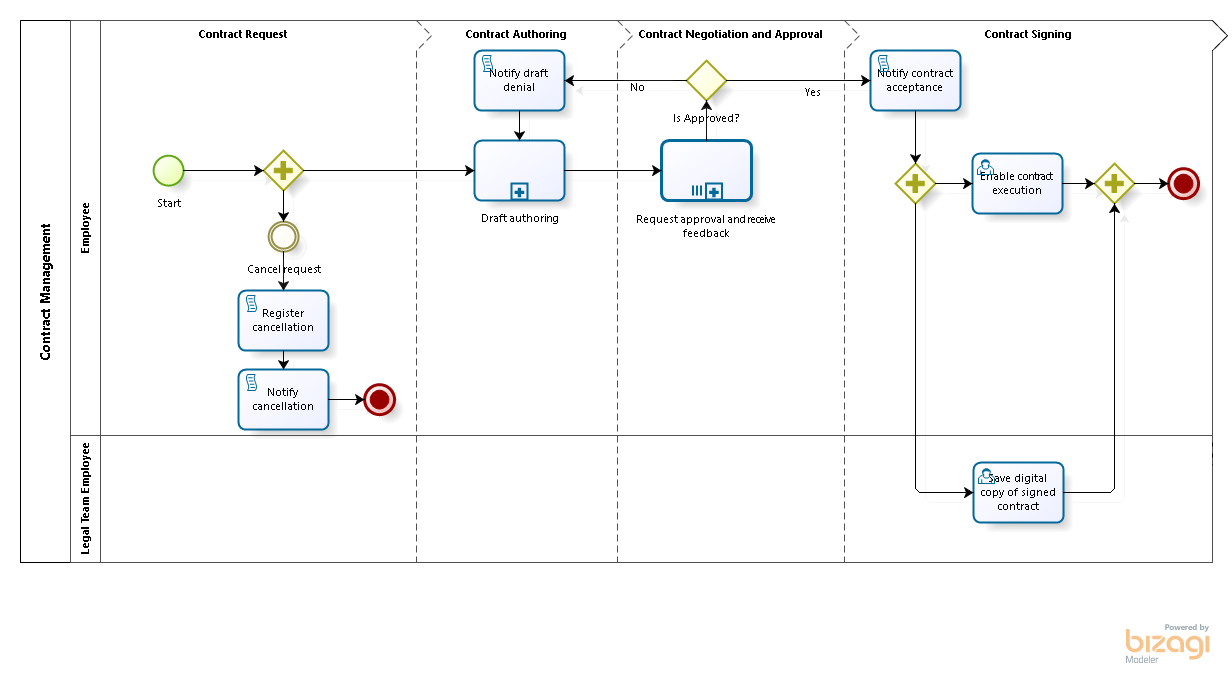 Contract Management
Employee
Legal Team Employee
Contract Request
Contract Authoring
Contract Negotiation and Approval
Contract Signing
Start
Cancel request
Register
cancellation
Notify
cancellation
Notify draft
denial
Draft authoring
No
Yes
Is Approved?
Request approval and receive
feedback
Notify contract
acceptance
Enable contract
execution
Save digital
copy of signed
contract
Powered by
bizagi
Modeler